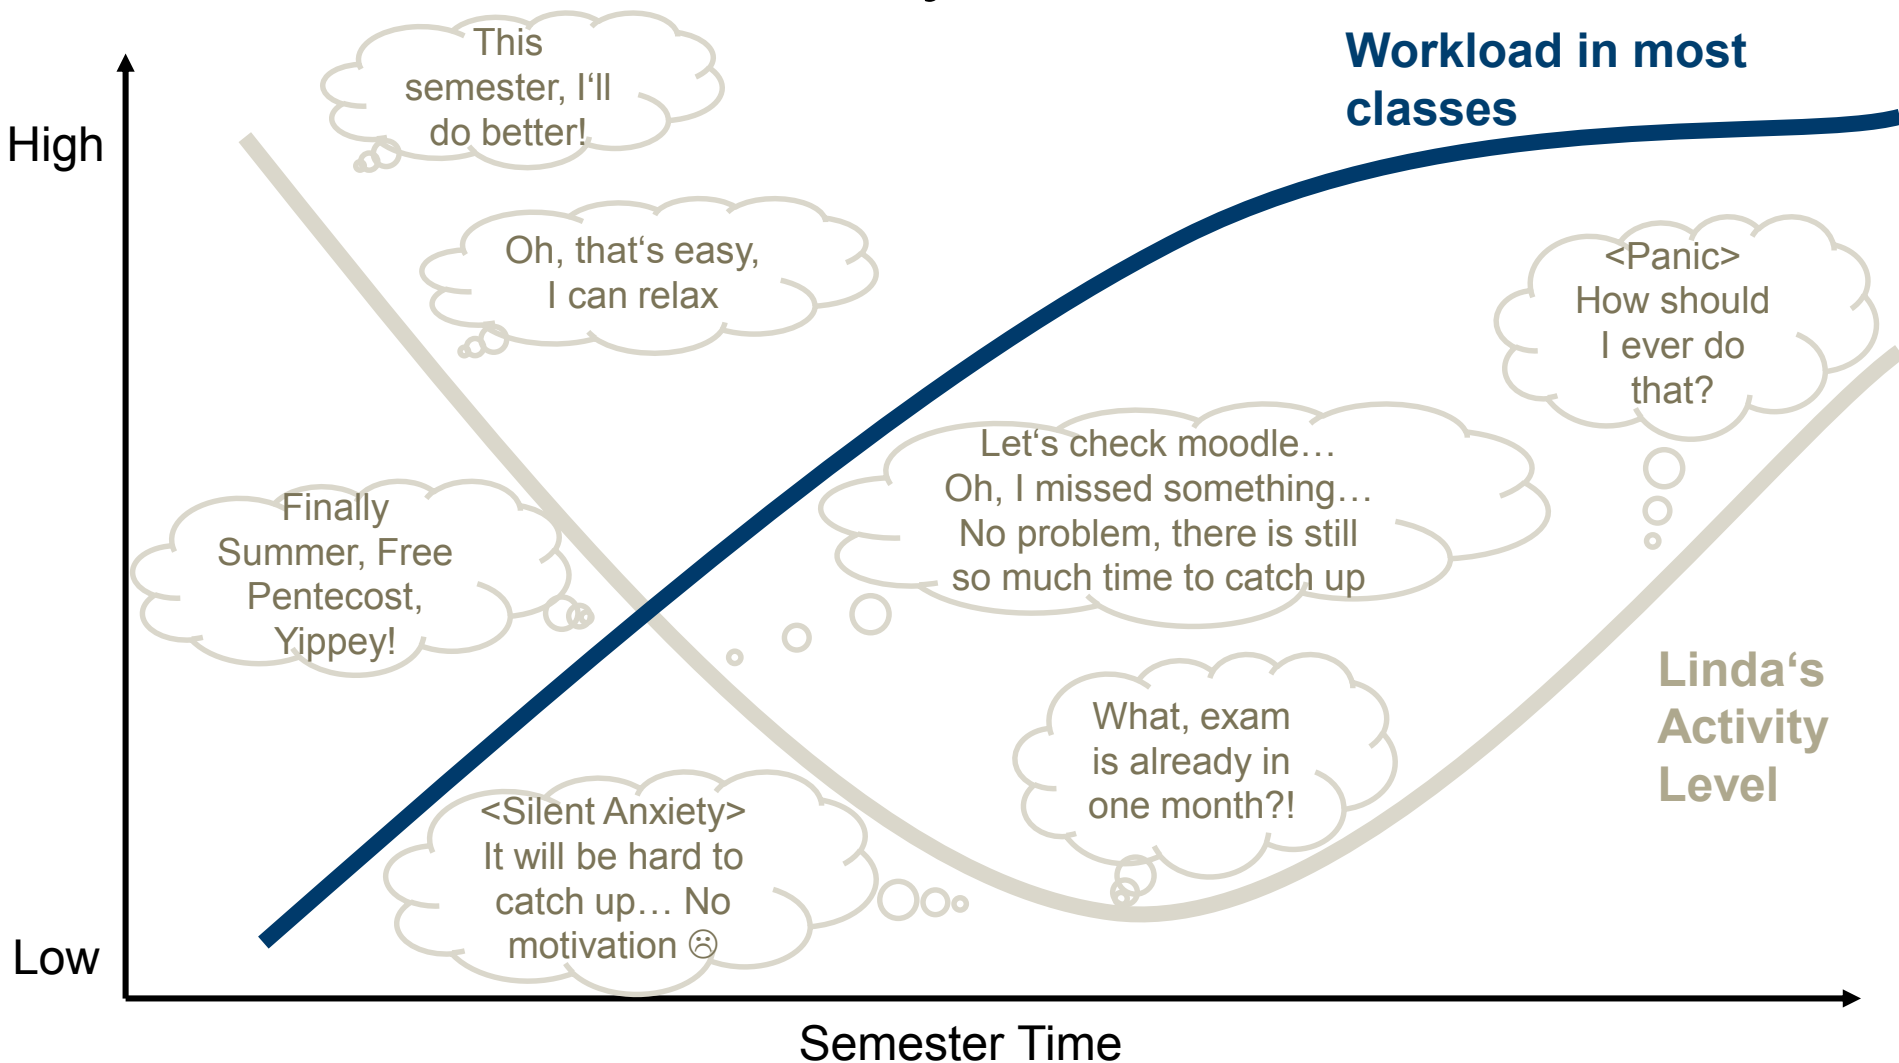 This
semester, I‘ll
do better!
Workload in most
classes
High
Oh, that‘s easy,
I can relax
<Panic>
How should
I ever do
that?
Let‘s check moodle…
Oh, I missed something…
No problem, there is still
so much time to catch up
Finally
Summer, Free
Pentecost,
Yippey!
What, exam
is already in
one month?!
Linda‘s
Activity
Level
<Silent Anxiety>
It will be hard to
catch up… No
motivation ☹
Low
Semester Time